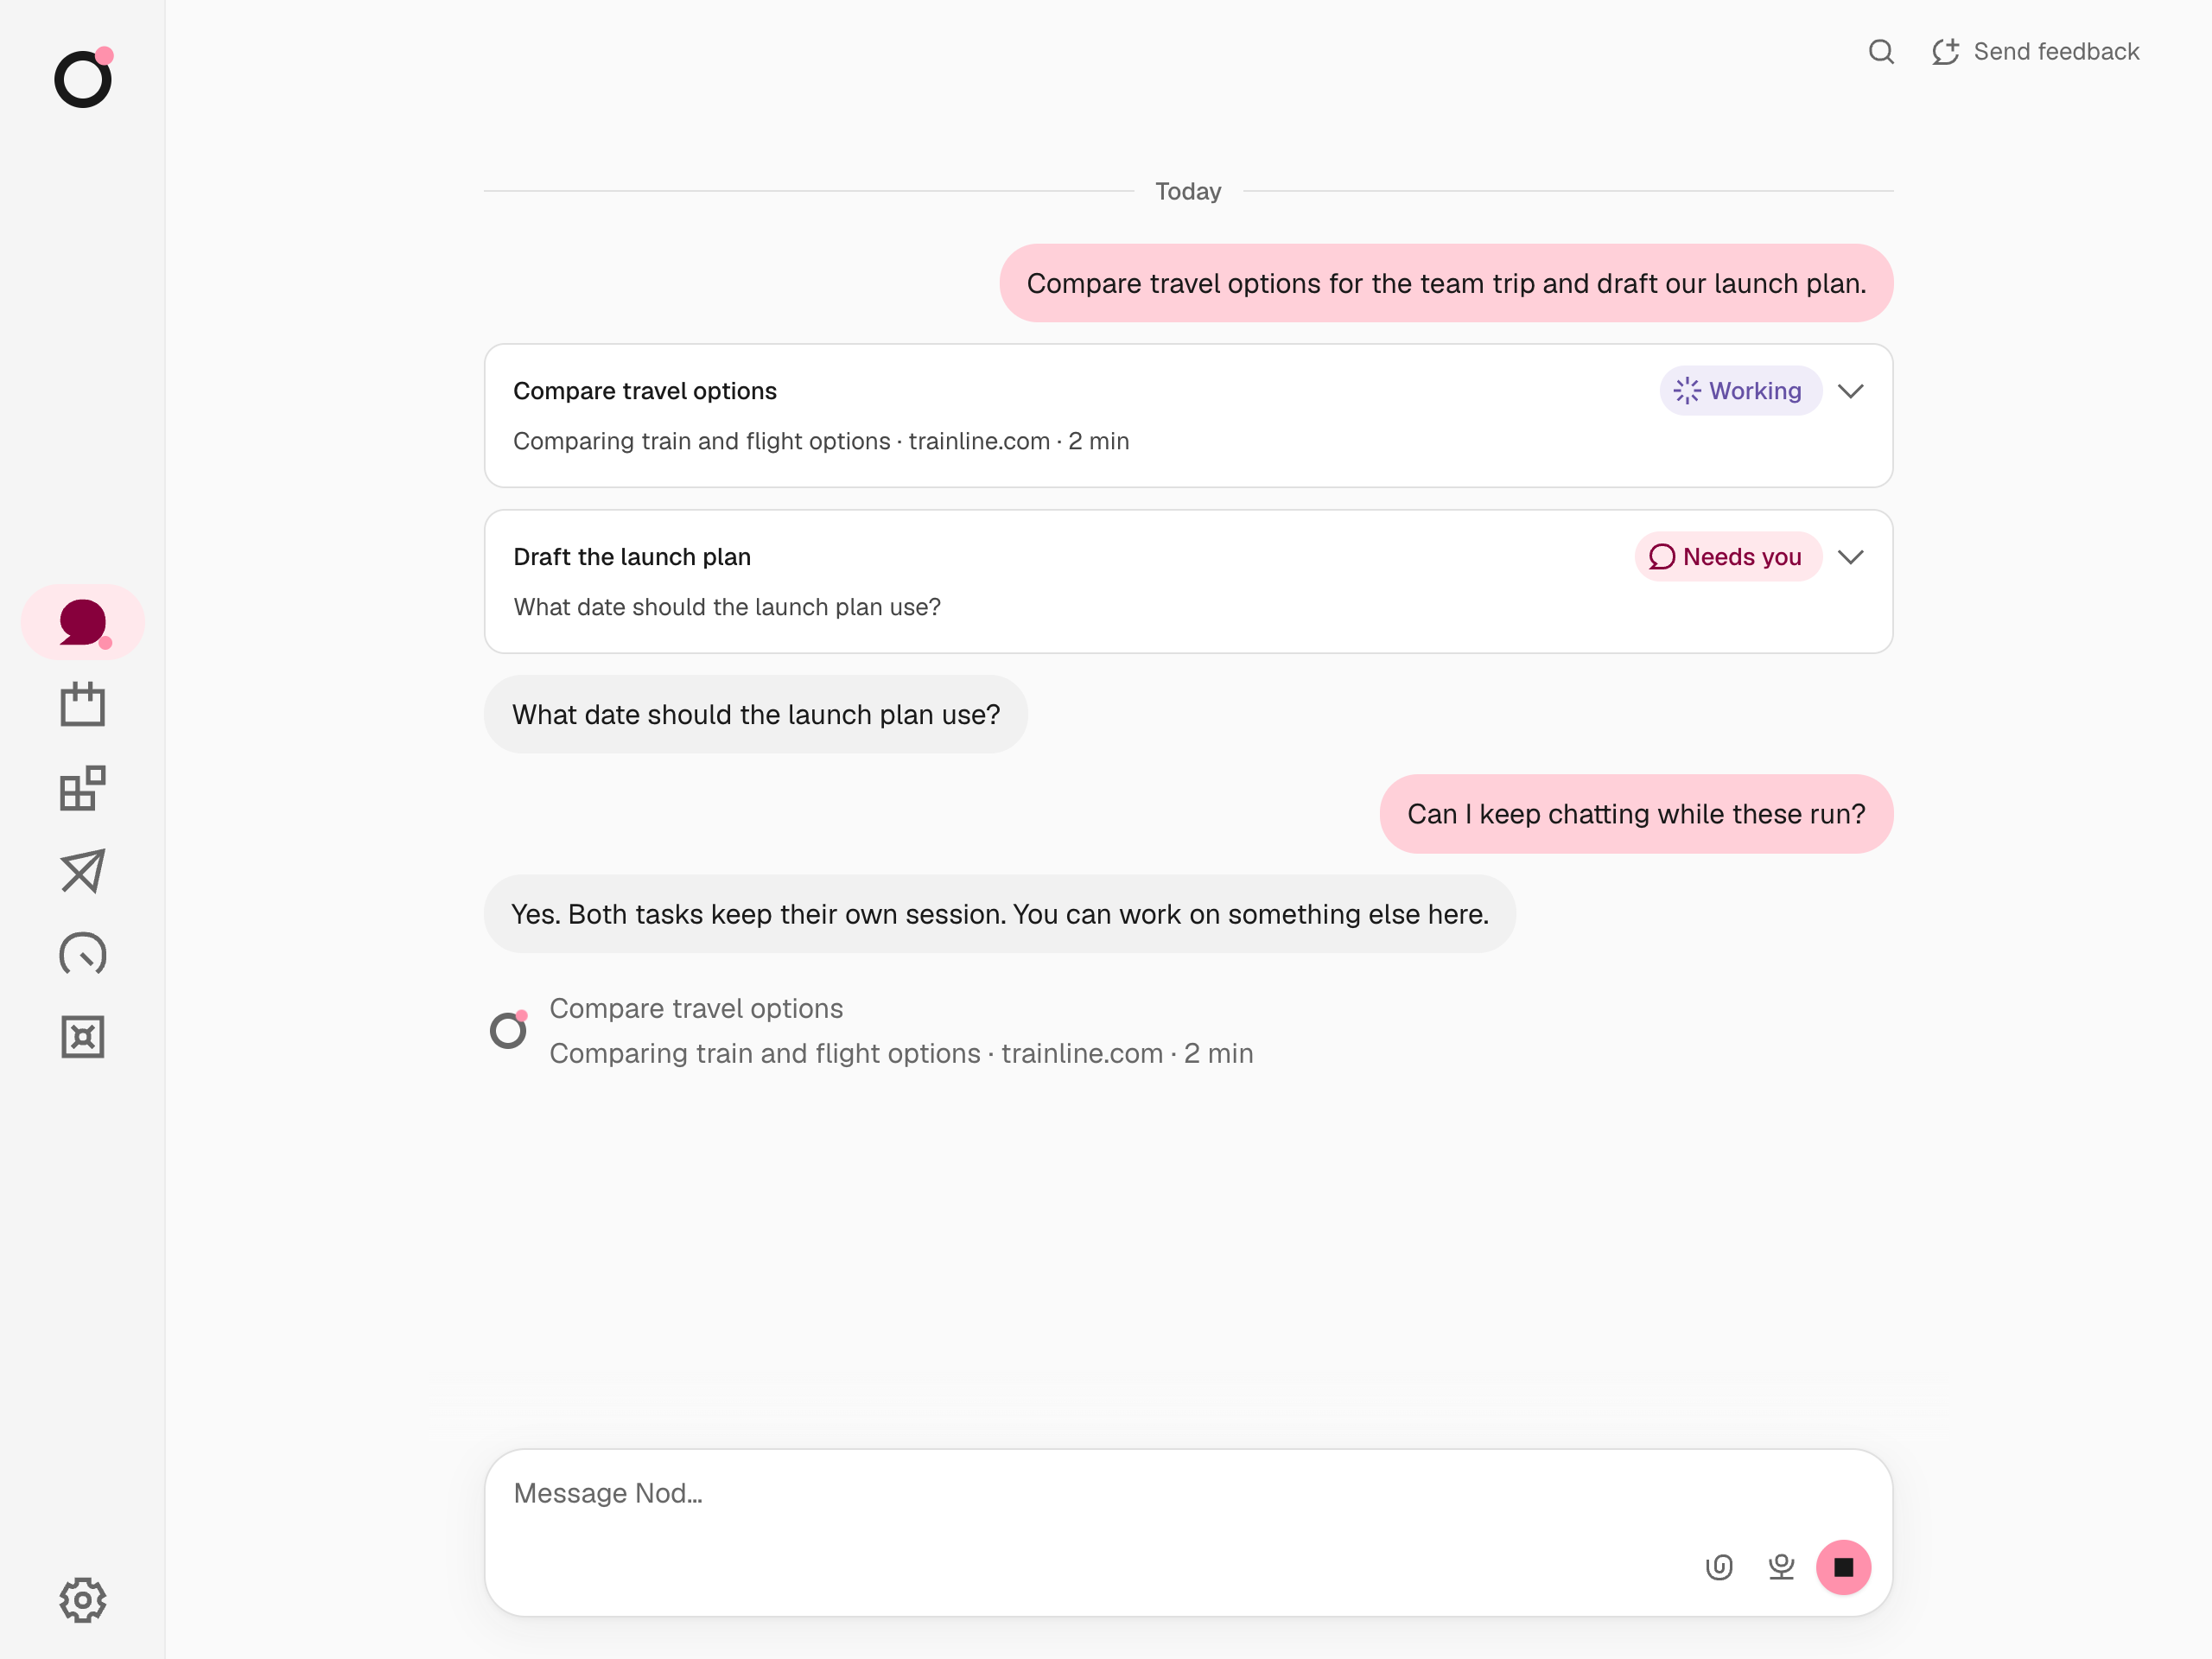 Send feedback
Today
Compare travel options for the team trip and draft our launch plan.
Compare travel options
Working
Comparing train and flight options · trainline.com · 2 min
Draft the launch plan
Needs you
What date should the launch plan use?
What date should the launch plan use?
Can I keep chatting while these run?
Yes. Both tasks keep their own session. You can work on something else here.
Compare travel options
Comparing train and flight options · trainline.com · 2 min
Message Nod…